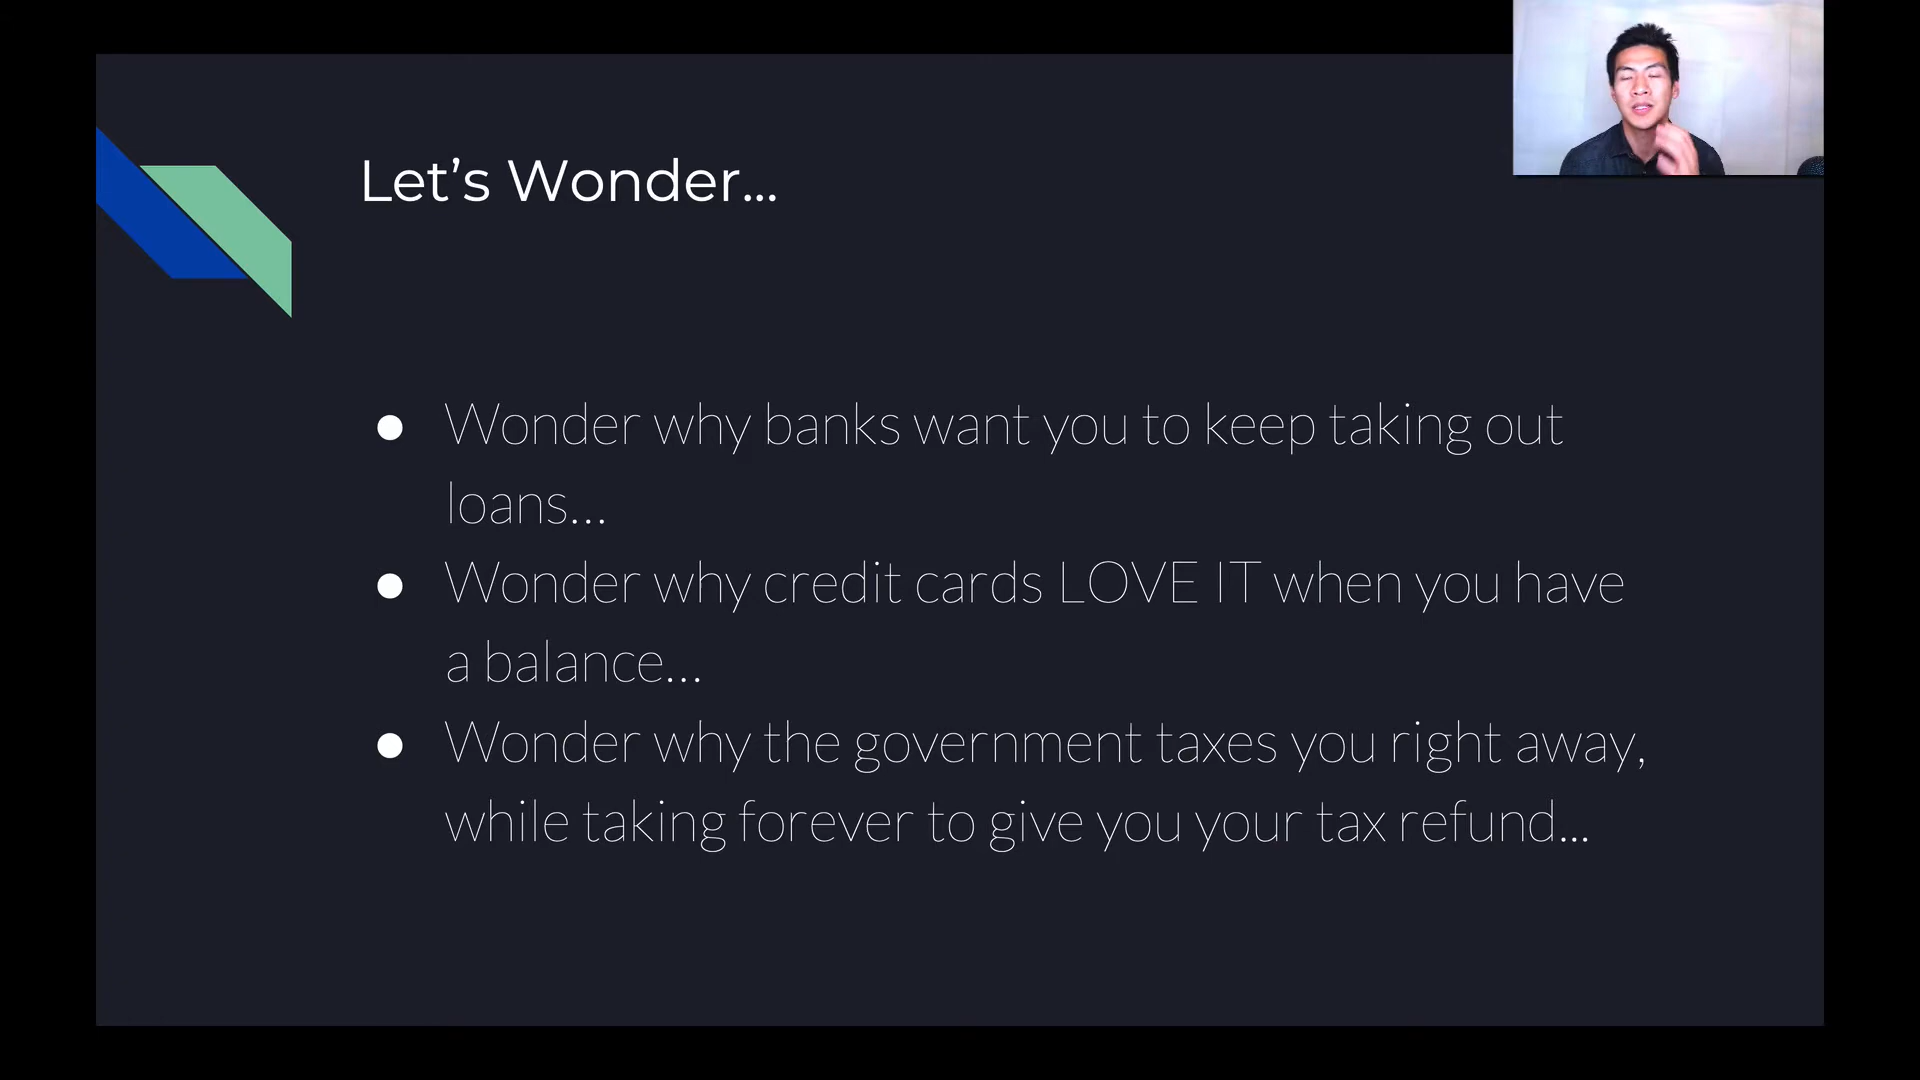 Let’s Wonder...
● Wonder why banks want you to keep taking out
loans…
● Wonder why credit cards LOVE IT when you have
a balance…
● Wonder why the government taxes you right away,
while taking forever to give you your tax refund...